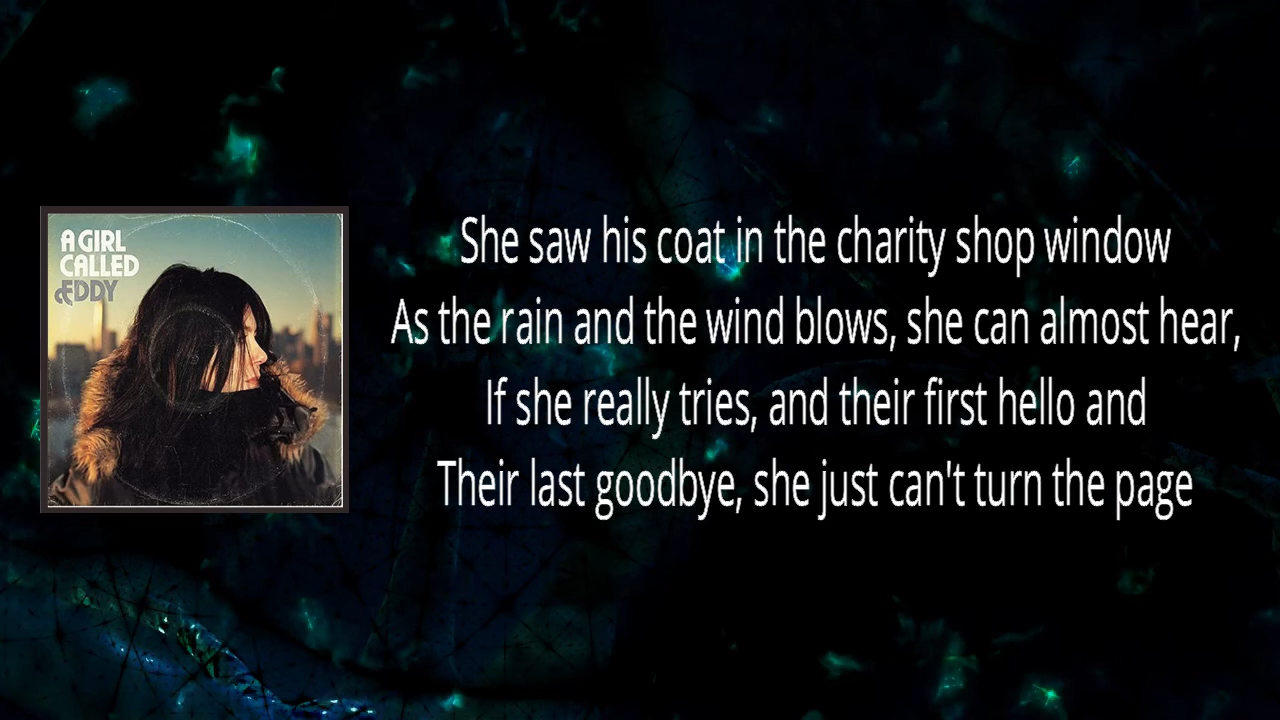 A GIRL
CALLED
EDDY
She saw his coat in the charity shop window
As the rain and the wind blows, she can almost hear,
If she really tries, and their first hello and
Their last goodbye, she just can't turn the page